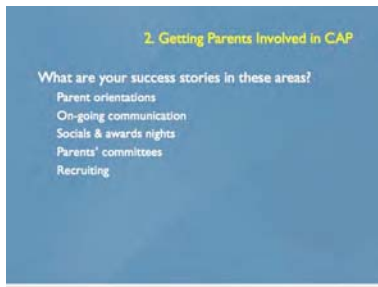 2. Getting Parents Involved in CAP
What are your success stories in these areas?
Parent orientations
On-going communication
Socials & awards nights
Parents' committees
Recruiting